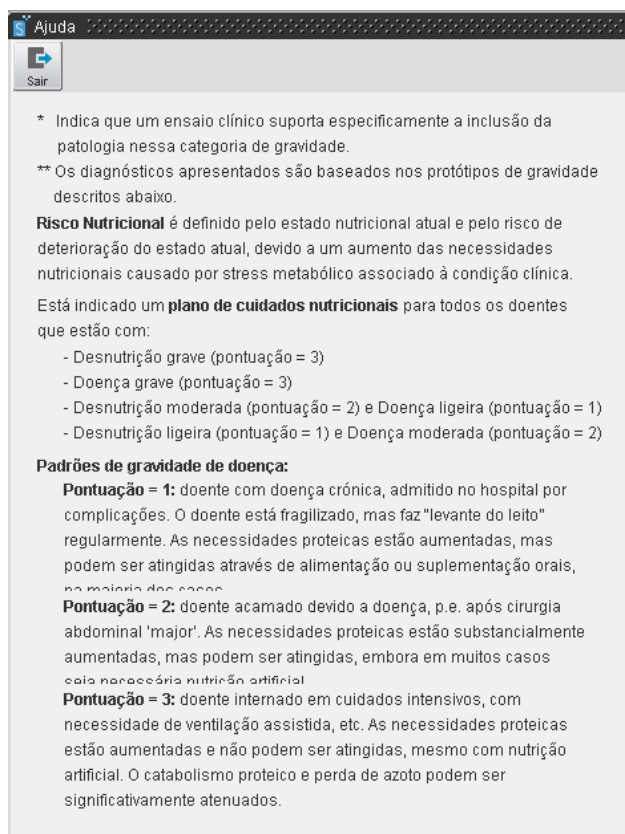 Ajuda
Sair
* Indica que um ensaio clínico suporta especificamente a inclusão da
patologia nessa categoria de gravidade.
** Os diagnósticos apresentados são baseados nos protótipos de gravidade
descritos abaixo.
Risco Nutricional é definido pelo estado nutricional atual e pelo risco de
deterioração do estado atual, devido a um aumento das necessidades
nutricionais causado por stress metabólico associado à condição clínica.
Está indicado um plano de cuidados nutricionais para todos os doentes
que estão com:
- Desnutrição grave (pontuação = 3)
- Doença grave (pontuação = 3)
- Desnutrição moderada (pontuação = 2) e Doença ligeira (pontuação = 1)
- Desnutrição ligeira (pontuação = 1) e Doença moderada (pontuação = 2)
Padrões de gravidade de doença:
Pontuação = 1: doente com doença crónica, admitido no hospital por
complicações. O doente está fragilizado, mas faz "levante do leito"
regularmente. As necessidades proteicas estão aumentadas, mas
podem ser atingidas através de alimentação ou suplementação orais,
na maioria dos casos
Pontuação = 2: doente acamado devido a doença, p.e. após cirurgia
abdominal 'major'. As necessidades proteicas estão substancialmente
aumentadas, mas podem ser atingidas, embora em muitos casos
seja necessária nutrição artificial
Pontuação = 3: doente internado em cuidados intensivos, com
necessidade de ventilação assistida, etc. As necessidades proteicas
estão aumentadas e não podem ser atingidas, mesmo com nutrição
artificial. O catabolismo proteico e perda de azoto podem ser
significativamente atenuados.